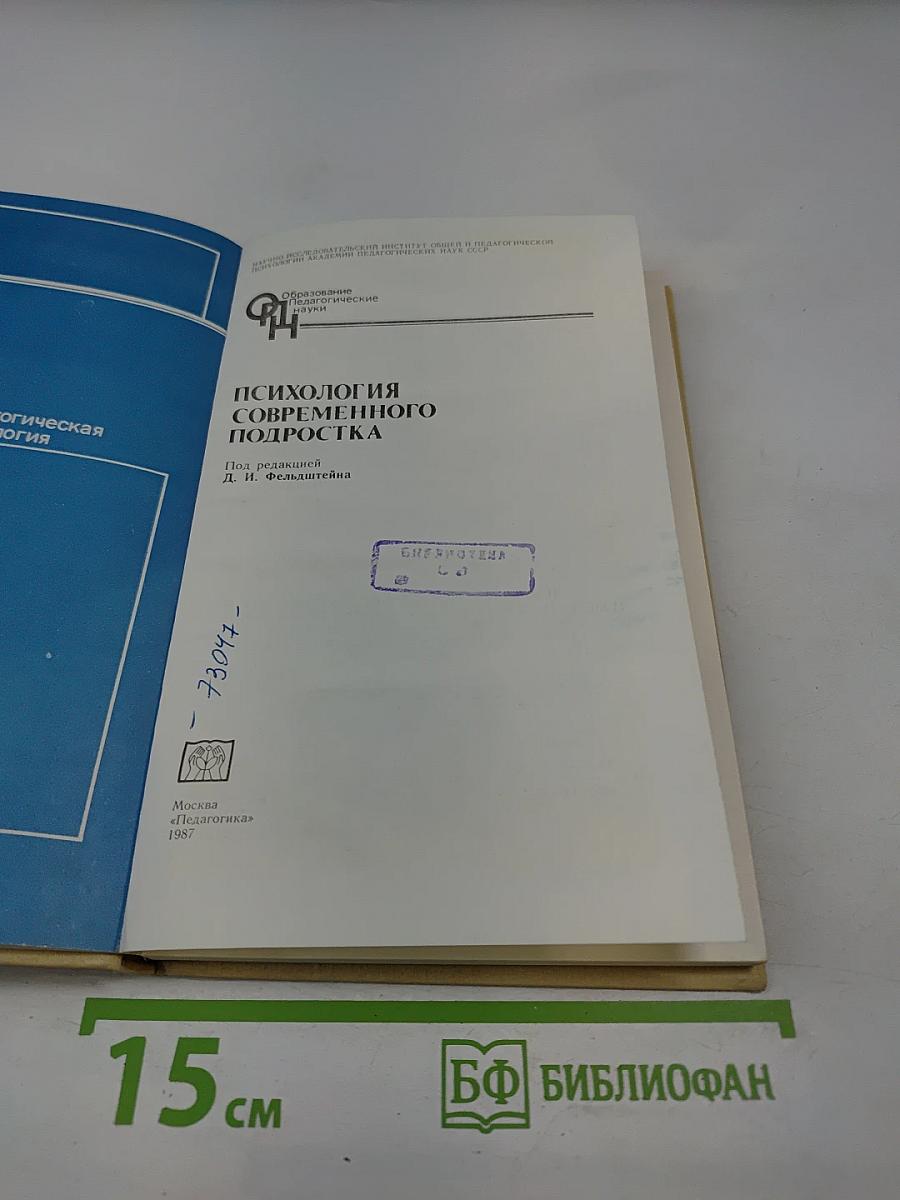 огическая
логия
НАУЧНО-ИССЛЕДОВАТЕЛЬСКИЙ ИНСТИТУТ ОБЩЕЙ И ПЕДАГОГИЧЕСКОЙ
ПСИХОЛОГИИ АКАДЕМИИ ПЕДАГОГИЧЕСКИХ НАУК СССР
Образование
Педагогические
науки
ПСИХОЛОГИЯ
СОВРЕМЕННОГО
ПОДРОСТКА
Под редакцией
Д. И. Фельдштейна
БИБЛИОТЕКА
- 73047 -
Москва
«Педагогика»
1987
15 см
БФ БИБЛИОФАН